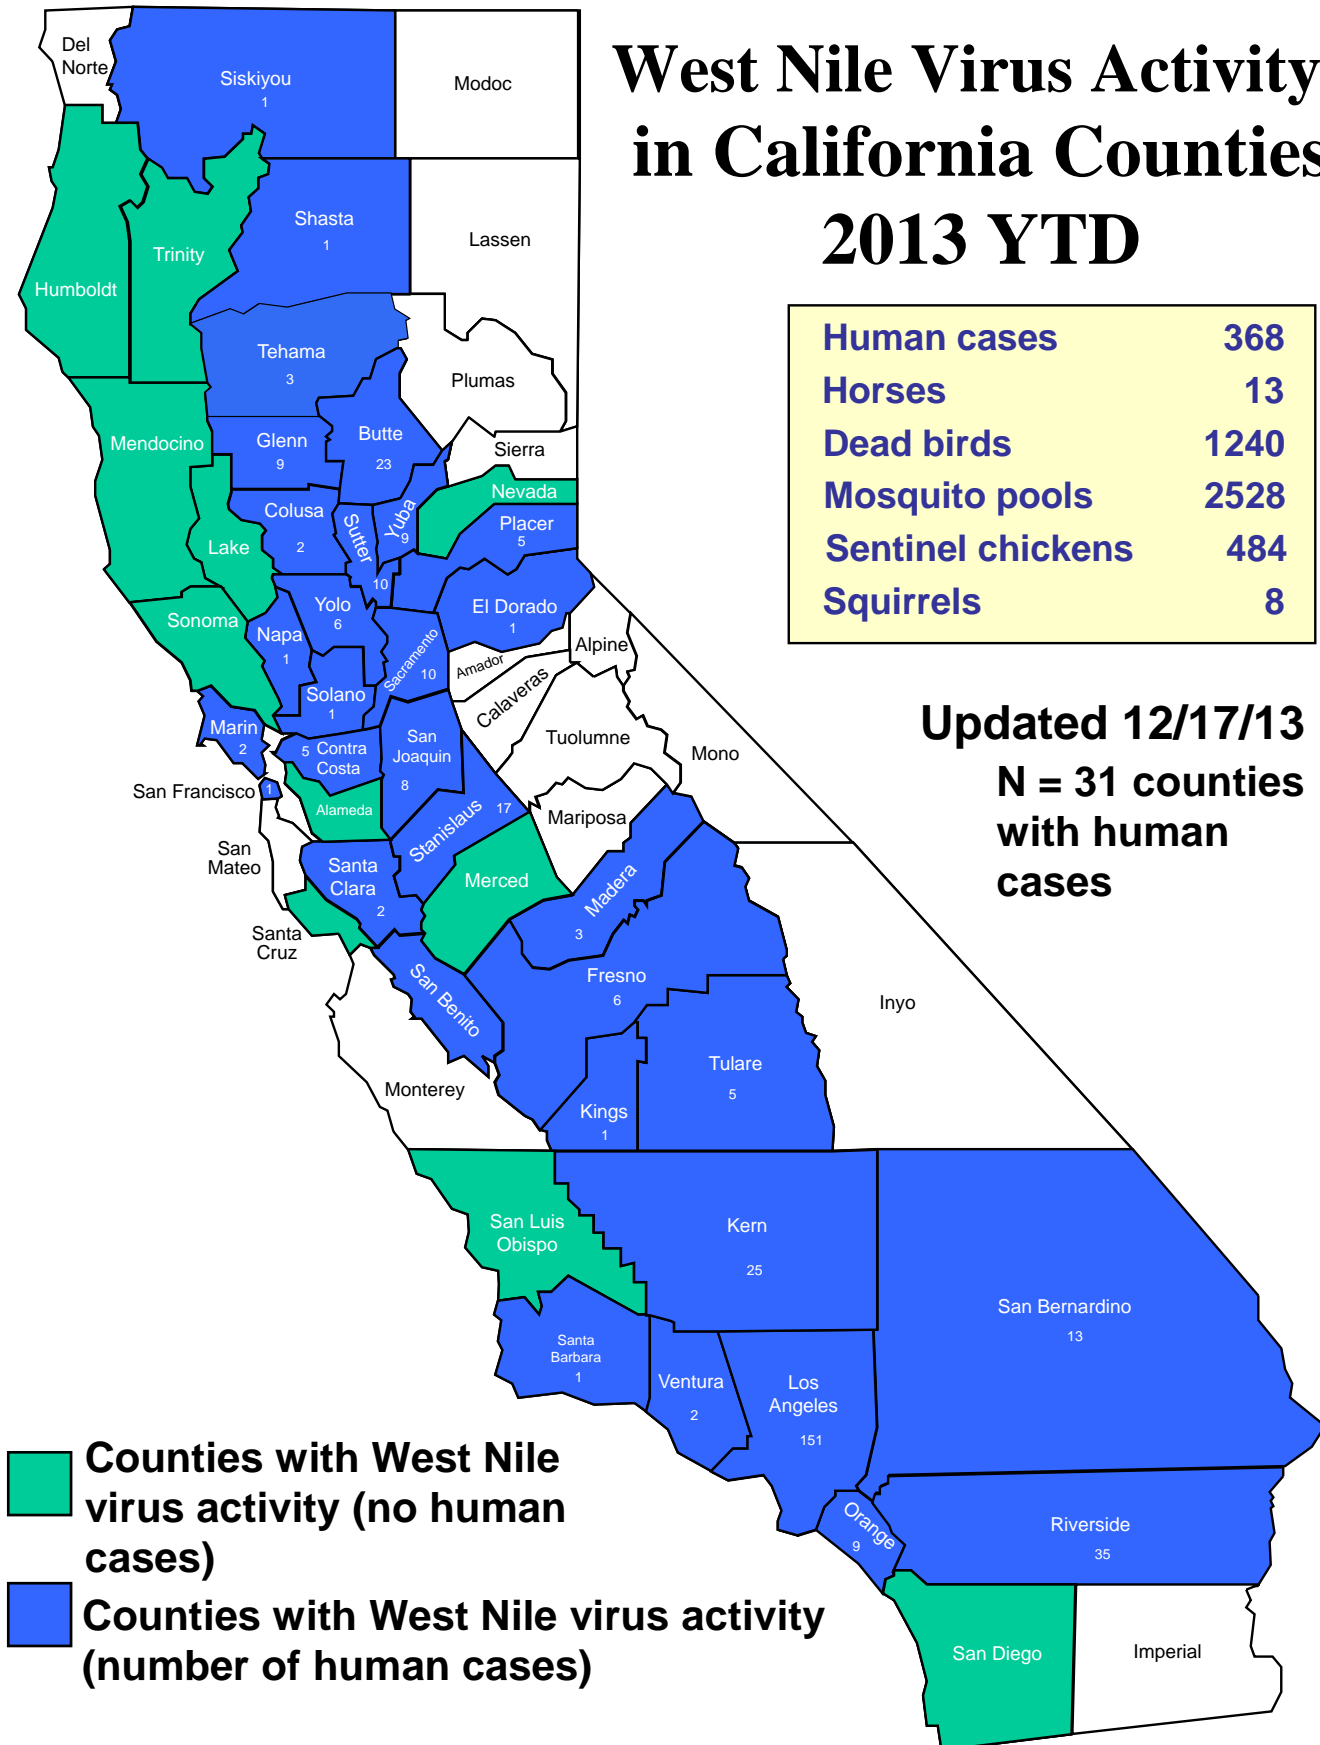 West Nile Virus Activity
in California Counties
2013 YTD
Human cases 368
Horses 13
Dead birds 1240
Mosquito pools 2528
Sentinel chickens 484
Squirrels 8
Updated 12/17/13
N = 31 counties
with human
cases
Del
Norte
Siskiyou
1
Modoc
Shasta
1
Lassen
Trinity
Humboldt
Tehama
3
Plumas
Mendocino
Glenn
9
Butte
23
Sierra
Nevada
Colusa
2
Sutter
10
Yuba
9
Placer
5
Lake
Sonoma
Napa
1
Yolo
6
El Dorado
1
Sacramento
10
Amador
Alpine
Calaveras
Solano
1
Marin
2
5 Contra
Costa
San
Joaquin
8
Tuolumne
Mono
San Francisco
1
Alameda
Stanislaus
17
Mariposa
San
Mateo
Santa
Clara
2
Merced
Madera
3
Santa
Cruz
San Benito
Fresno
6
Inyo
Monterey
Kings
1
Tulare
5
San Luis
Obispo
Kern
25
San Bernardino
13
Santa
Barbara
1
Ventura
2
Los
Angeles
151
Orange
9
Riverside
35
San Diego
Imperial
Counties with West Nile
virus activity (no human
cases)
Counties with West Nile virus activity
(number of human cases)